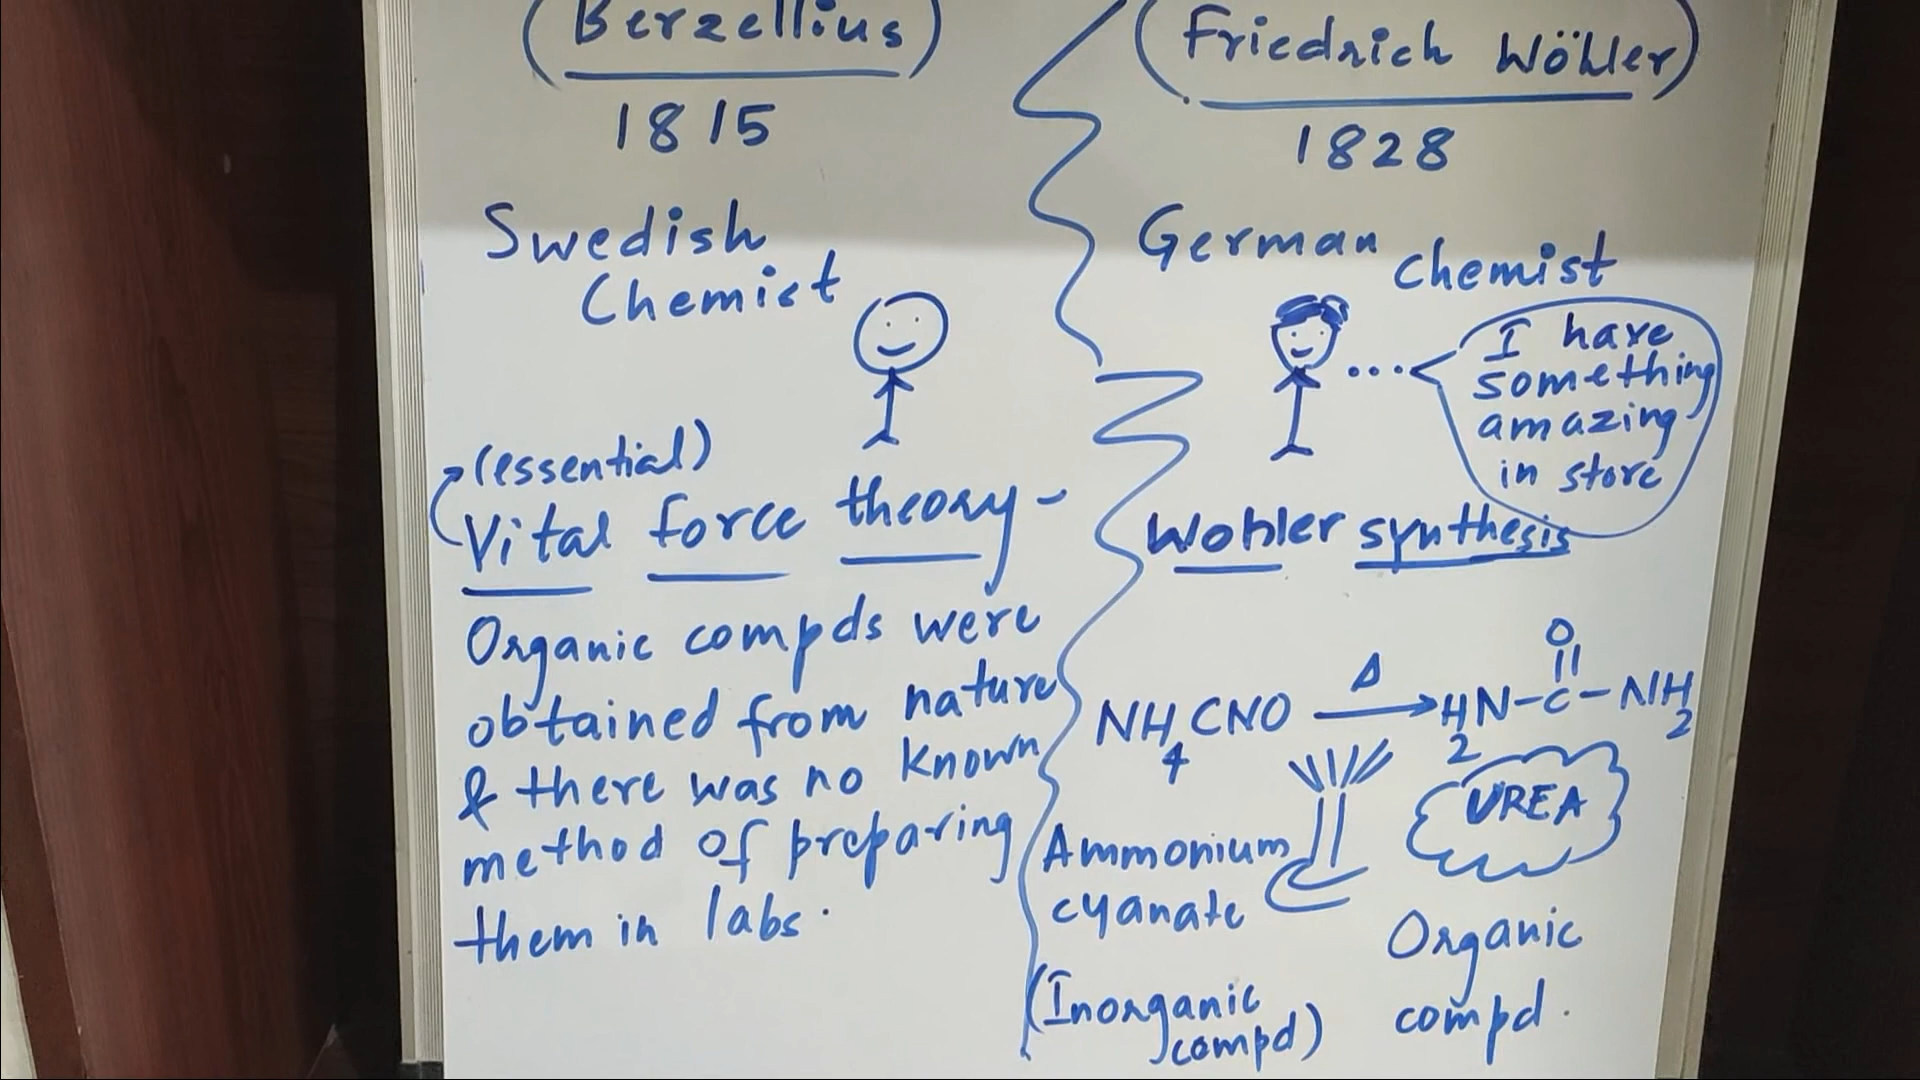 (Berzellius)
1815
Swedish
Chemist
(essential)
Vital force theory-
Organic compds were
obtained from nature
& there was no known
method of preparing
them in labs.
(Friedrich Wöhler)
1828
German chemist
I have
something
amazing
in store
Wohler synthesis
O
NH4CNO Δ→ H2N-C-NH2
UREA
Ammonium
cyanate
(Inorganic
compd)
Organic
compd.